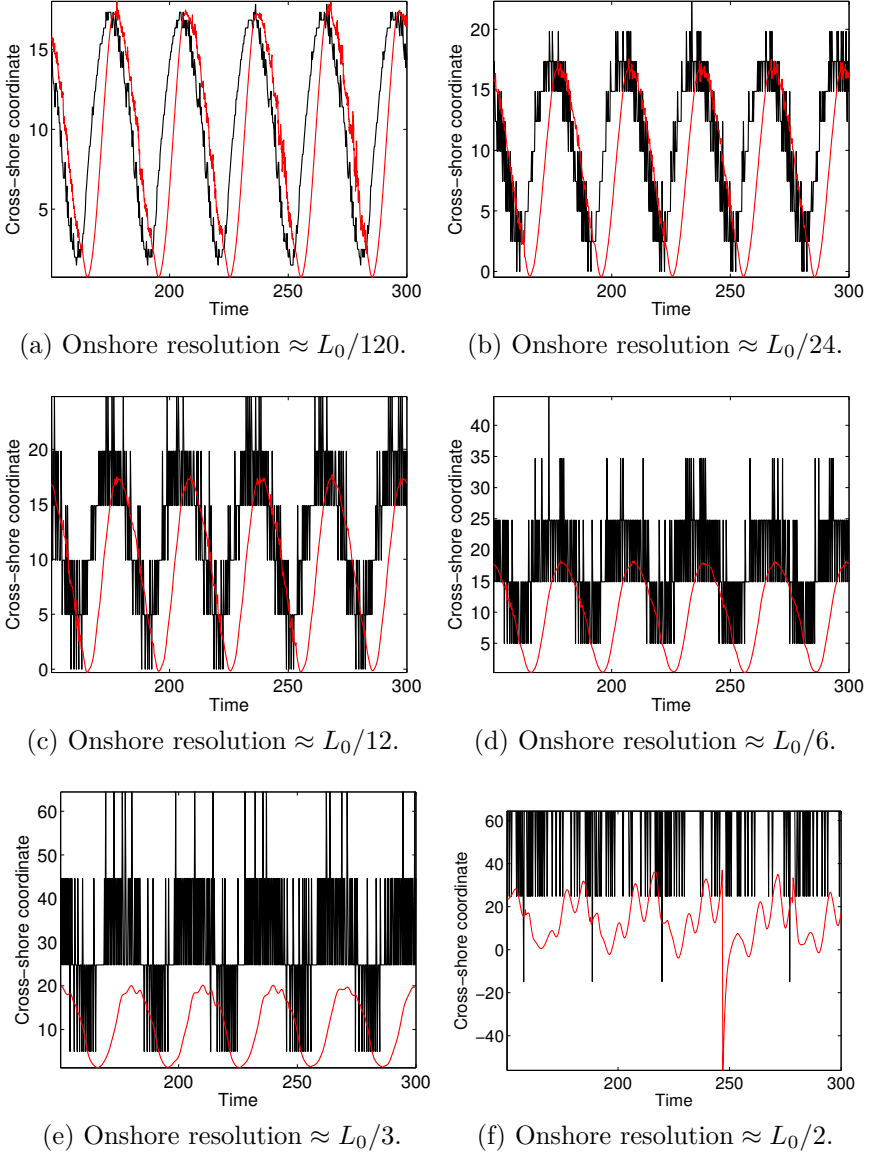 15
10
5
Cross−shore coordinate
200
250
300
Time
(a) Onshore resolution ≈ L₀/120.
20
15
10
5
0
Cross−shore coordinate
200
250
300
Time
(b) Onshore resolution ≈ L₀/24.
20
15
10
5
0
Cross−shore coordinate
200
250
300
Time
(c) Onshore resolution ≈ L₀/12.
40
35
30
25
20
15
10
5
Cross−shore coordinate
200
250
300
Time
(d) Onshore resolution ≈ L₀/6.
60
50
40
30
20
10
Cross−shore coordinate
200
250
300
Time
(e) Onshore resolution ≈ L₀/3.
60
40
20
0
−20
−40
Cross−shore coordinate
200
250
300
Time
(f) Onshore resolution ≈ L₀/2.